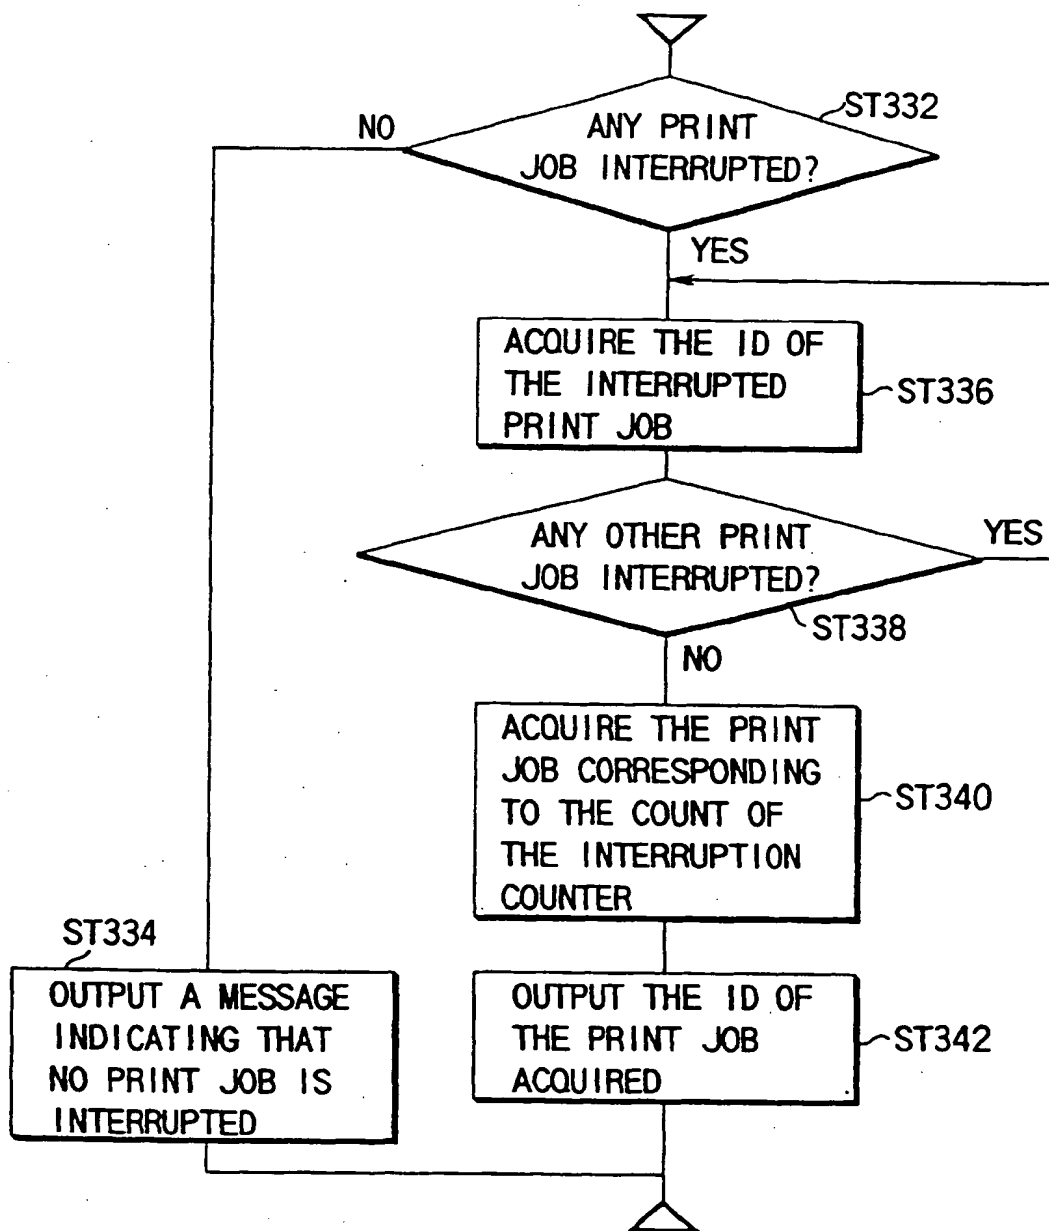 ST332
NO
ANY PRINT
JOB INTERRUPTED?
YES
ACQUIRE THE ID OF
THE INTERRUPTED
PRINT JOB
ST336
ANY OTHER PRINT
JOB INTERRUPTED?
YES
ST338
NO
ACQUIRE THE PRINT
JOB CORRESPONDING
TO THE COUNT OF
THE INTERRUPTION
COUNTER
ST340
ST334
OUTPUT A MESSAGE
INDICATING THAT
NO PRINT JOB IS
INTERRUPTED
OUTPUT THE ID OF
THE PRINT JOB
ACQUIRED
ST342